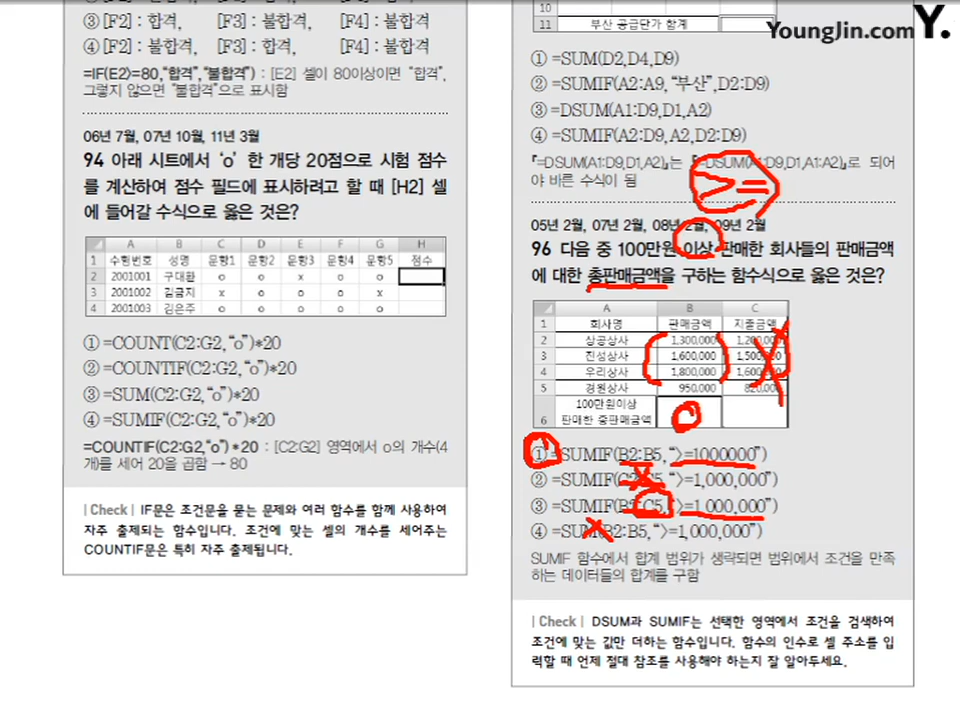 ③ [F2] : 합격, [F3] : 불합격, [F4] : 불합격
④ [F2] : 불합격, [F3] : 합격, [F4] : 불합격
=IF(E2>=80,"합격","불합격") : [E2] 셀이 80이상이면 "합격",
그렇지 않으면 "불합격"으로 표시함
06년 7월, 07년 10월, 11년 3월
94 아래 시트에서 'o' 한 개당 20점으로 시험 점수
를 계산하여 점수 필드에 표시하려고 할 때 [H2] 셀
에 들어갈 수식으로 옳은 것은?
A B C D E F G H
1 수험번호 성명 문항1 문항2 문항3 문항4 문항5 점수
2 2001001 구대환 o o x o o
3 2001002 김금지 x o o o x
4 2001003 김은주 o o o o o
① =COUNT(C2:G2,"o")*20
② =COUNTIF(C2:G2,"o")*20
③ =SUM(C2:G2,"o")*20
④ =SUMIF(C2:G2,"o")*20
=COUNTIF(C2:G2,"o")*20 : [C2:G2] 영역에서 o의 개수(4
개)를 세어 20을 곱함 → 80
| Check | IF문은 조건문을 묻는 문제와 여러 함수를 함께 사용하여
자주 출제되는 함수입니다. 조건에 맞는 셀의 개수를 세어주는
COUNTIF문은 특히 자주 출제됩니다.
10
11 부산 공급단가 합계
YoungJin.com Y.
① =SUM(D2,D4,D9)
② =SUMIF(A2:A9,"부산",D2:D9)
③ =DSUM(A1:D9,D1,A2)
④ =SUMIF(A2:D9,A2,D2:D9)
『=DSUM(A1:D9,D1,A2)』는 『=DSUM(A1:D9,D1,A1:A2)』로 되어
야 바른 수식이 됨
>=
05년 2월, 07년 2월, 08년 2월, 09년 2월
96 다음 중 100만원 이상 판매한 회사들의 판매금액
에 대한 총판매금액을 구하는 함수식으로 옳은 것은?
A B C
1 회사명 판매금액 지출금액
2 상공상사 1,300,000 1,200,000
3 진성상사 1,600,000 1,500,000
4 우리상사 1,800,000 1,600,000
5 경원상사 950,000 820,000
100만원이상
6 판매한 총판매금액
① =SUMIF(B2:B5,">=1000000")
② =SUMIF(C2:C5,">=1,000,000")
③ =SUMIF(B2:C5,">=1,000,000")
④ =SUM(B2:B5,">=1,000,000")
SUMIF 함수에서 합계 범위가 생략되면 범위에서 조건을 만족
하는 데이터들의 합계를 구함
| Check | DSUM과 SUMIF는 선택한 영역에서 조건을 검색하여
조건에 맞는 값만 더하는 함수입니다. 함수의 인수로 셀 주소를 입
력할 때 언제 절대 참조를 사용해야 하는지 잘 알아두세요.